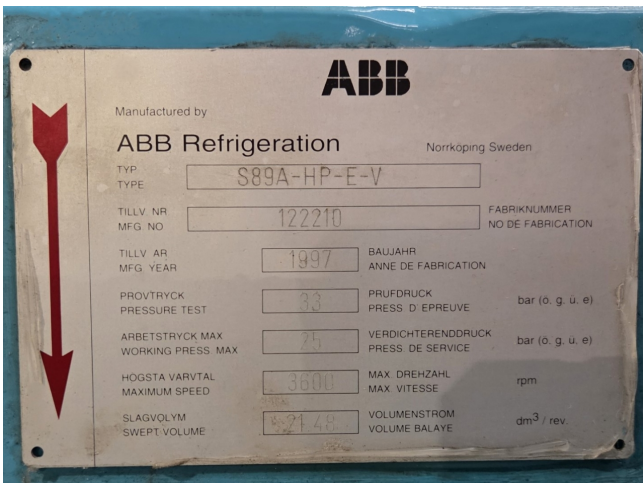 ABB
Manufactured by
ABB Refrigeration Norrköping Sweden
TYP
TYPE S89A-HP-E-V
TILLV. NR FABRIKNUMMER
MFG NO 122210 NO DE FABRICATION
TILLV AR BAUJAHR
MFG YEAR 1997 ANNE DE FABRICATION
PROVTRYCK PRUFDRUCK
PRESSURE TEST 33 PRESS D´EPREUVE bar (ö. g. ü. e)
ARBETSTRYCK MAX VERDICHTERENDDRUCK
WORKING PRESS MAX 25 PRESS DE SERVICE bar (ö. g. ü. e)
HOGSTA VARVTAL MAX. DREHZAHL
MAXIMUM SPEED 3600 MAX. VITESSE rpm
SLAGVOLYM VOLUMENSTROM
SWEPT VOLUME 21.48 VOLUME BALAYE dm³ / rev.